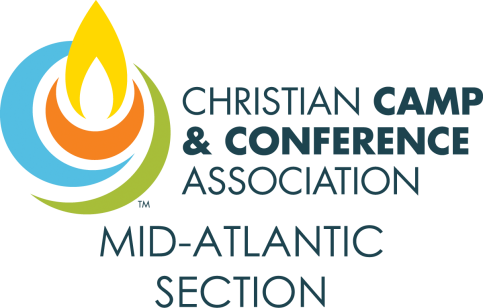 CHRISTIAN CAMP
& CONFERENCE
ASSOCIATION
TM
MID-ATLANTIC
SECTION